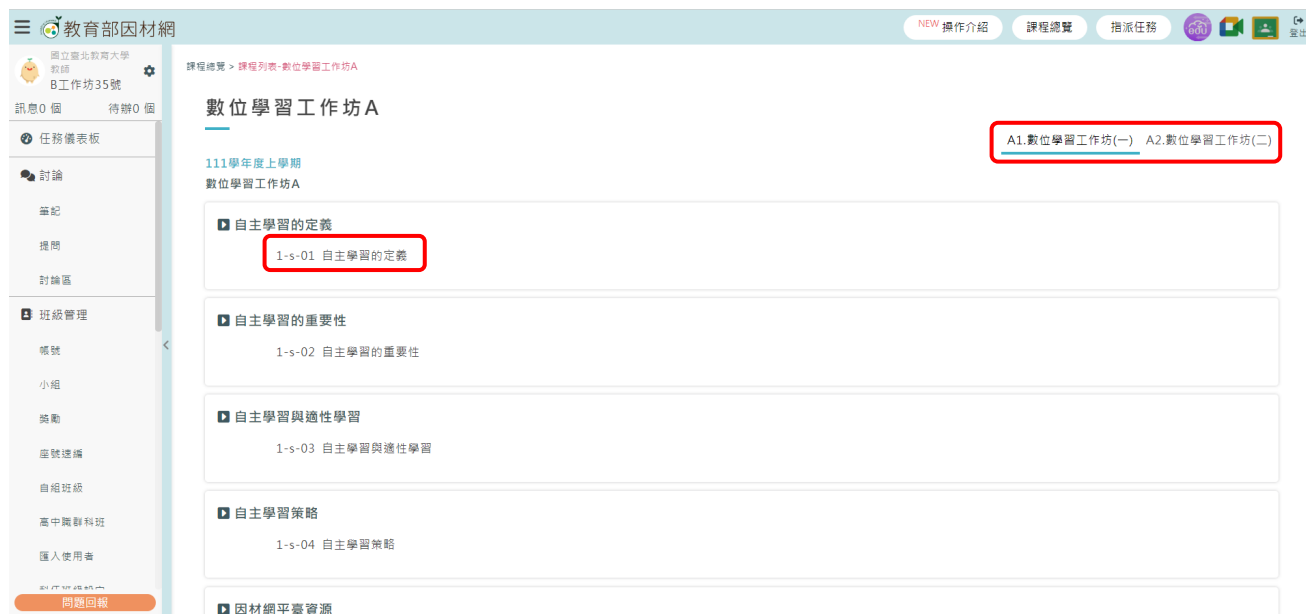 教育部因材網
NEW 操作介紹
課程總覽
指派任務
登出
國立臺北教育大學
教師
B工作坊35號
訊息0 個
待辦0 個
任務儀表板
討論
筆記
提問
討論區
班級管理
帳號
小組
獎勵
座號速編
自組班級
高中職群科班
匯入使用者
問題回報
課程總覽 > 課程列表-數位學習工作坊A
數位學習工作坊A
A1.數位學習工作坊(一) A2.數位學習工作坊(二)
111學年度上學期
數位學習工作坊A
自主學習的定義
1-s-01 自主學習的定義
自主學習的重要性
1-s-02 自主學習的重要性
自主學習與適性學習
1-s-03 自主學習與適性學習
自主學習策略
1-s-04 自主學習策略
因材網平臺資源